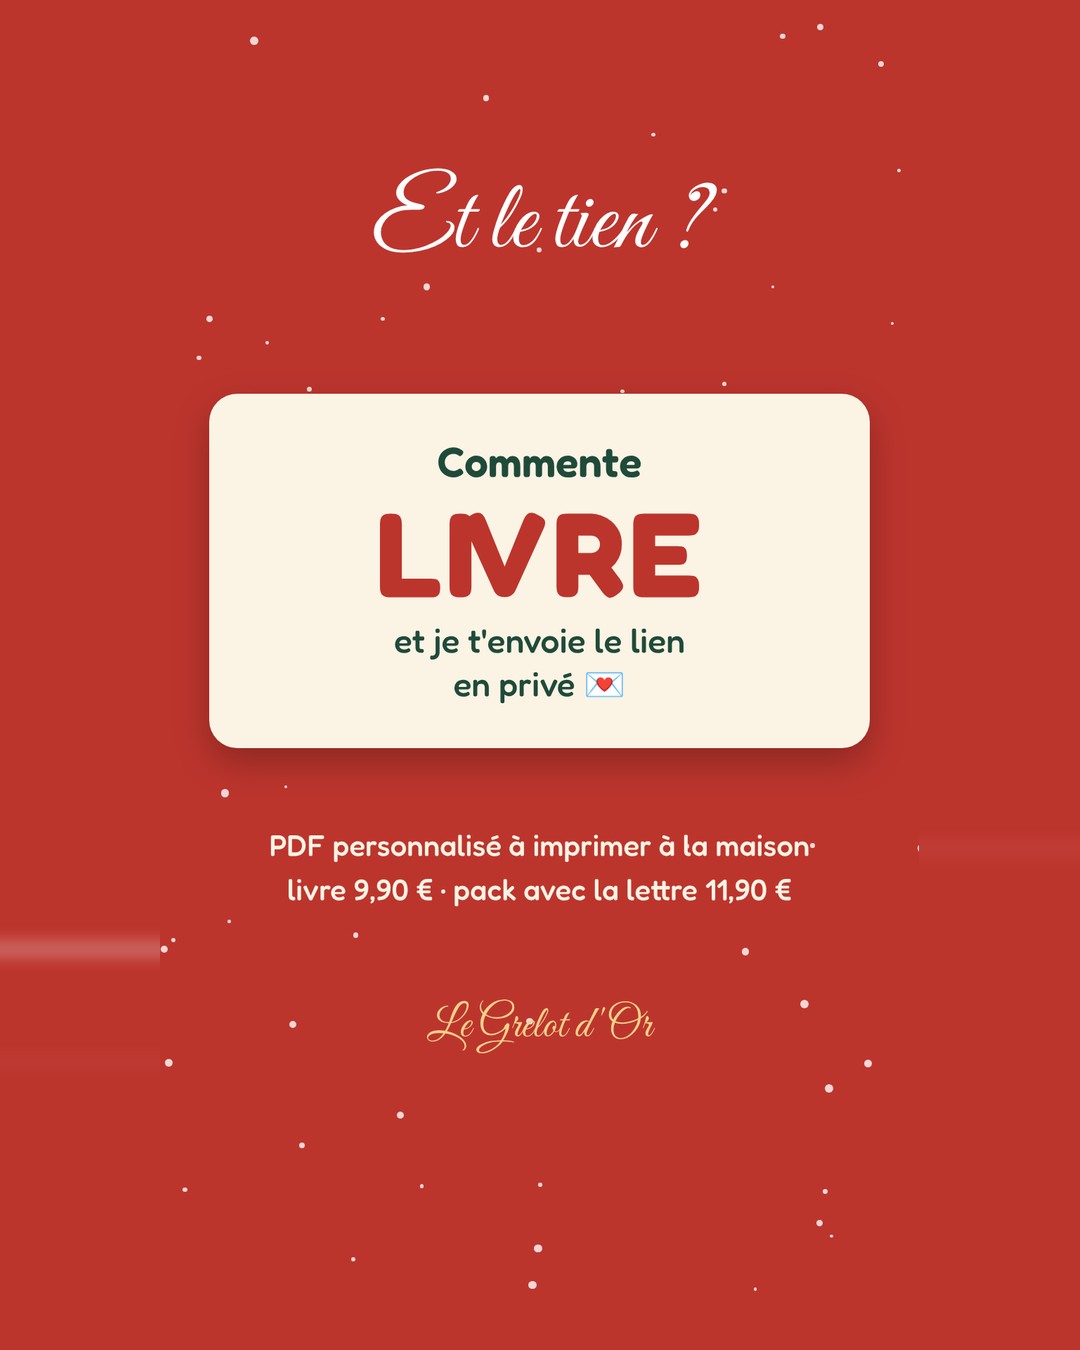 Et le tien ?
Commente
LIVRE
et je t'envoie le lien
en privé 💌
PDF personnalisé à imprimer à la maison
livre 9,90 € · pack avec la lettre 11,90 €
Le Grelot d'Or